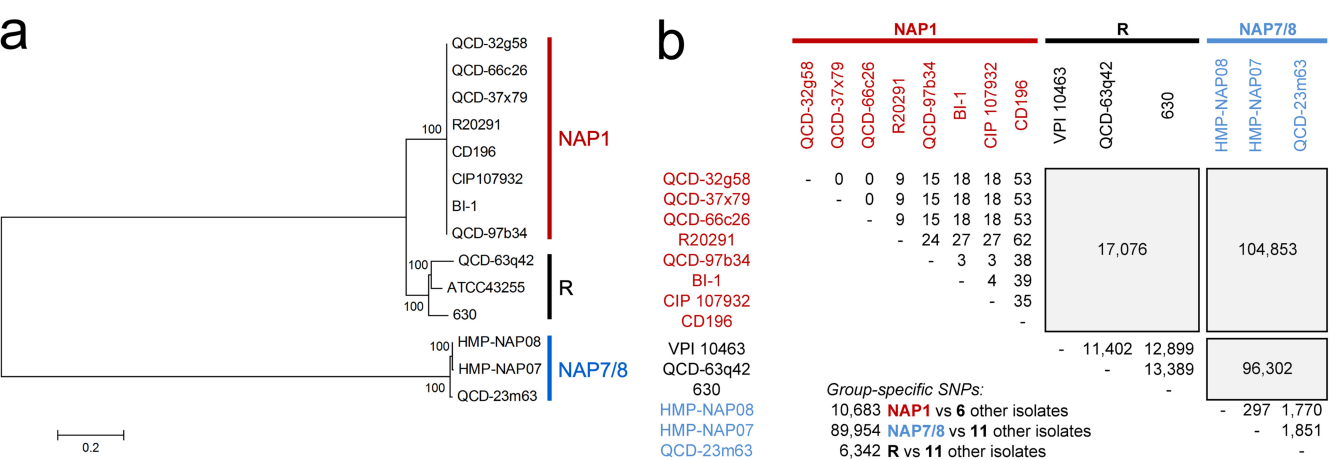 a
QCD-32g58
QCD-66c26
QCD-37x79
R20291
CD196
CIP107932
BI-1
QCD-97b34
100
NAP1
QCD-63q42
ATCC43255
630
100
100
R
HMP-NAP08
HMP-NAP07
QCD-23m63
100
100
NAP7/8
0.2
b
NAP1 R NAP7/8
QCD-32g58 QCD-37x79 QCD-66c26 R20291 QCD-97b34 BI-1 CIP 107932 CD196 VPI 10463 QCD-63q42 630 HMP-NAP08 HMP-NAP07 QCD-23m63
QCD-32g58 - 0 0 9 15 18 18 53
QCD-37x79 - 0 9 15 18 18 53
QCD-66c26 - 9 15 18 18 53
R20291 - 24 27 27 62
QCD-97b34 - 3 3 38
BI-1 - 4 39
CIP 107932 - 35
CD196 -
17,076
104,853
VPI 10463 - 11,402 12,899
QCD-63q42 - 13,389
630 -
96,302
HMP-NAP08 - 297 1,770
HMP-NAP07 - 1,851
QCD-23m63 -
Group-specific SNPs:
10,683 NAP1 vs 6 other isolates
89,954 NAP7/8 vs 11 other isolates
6,342 R vs 11 other isolates